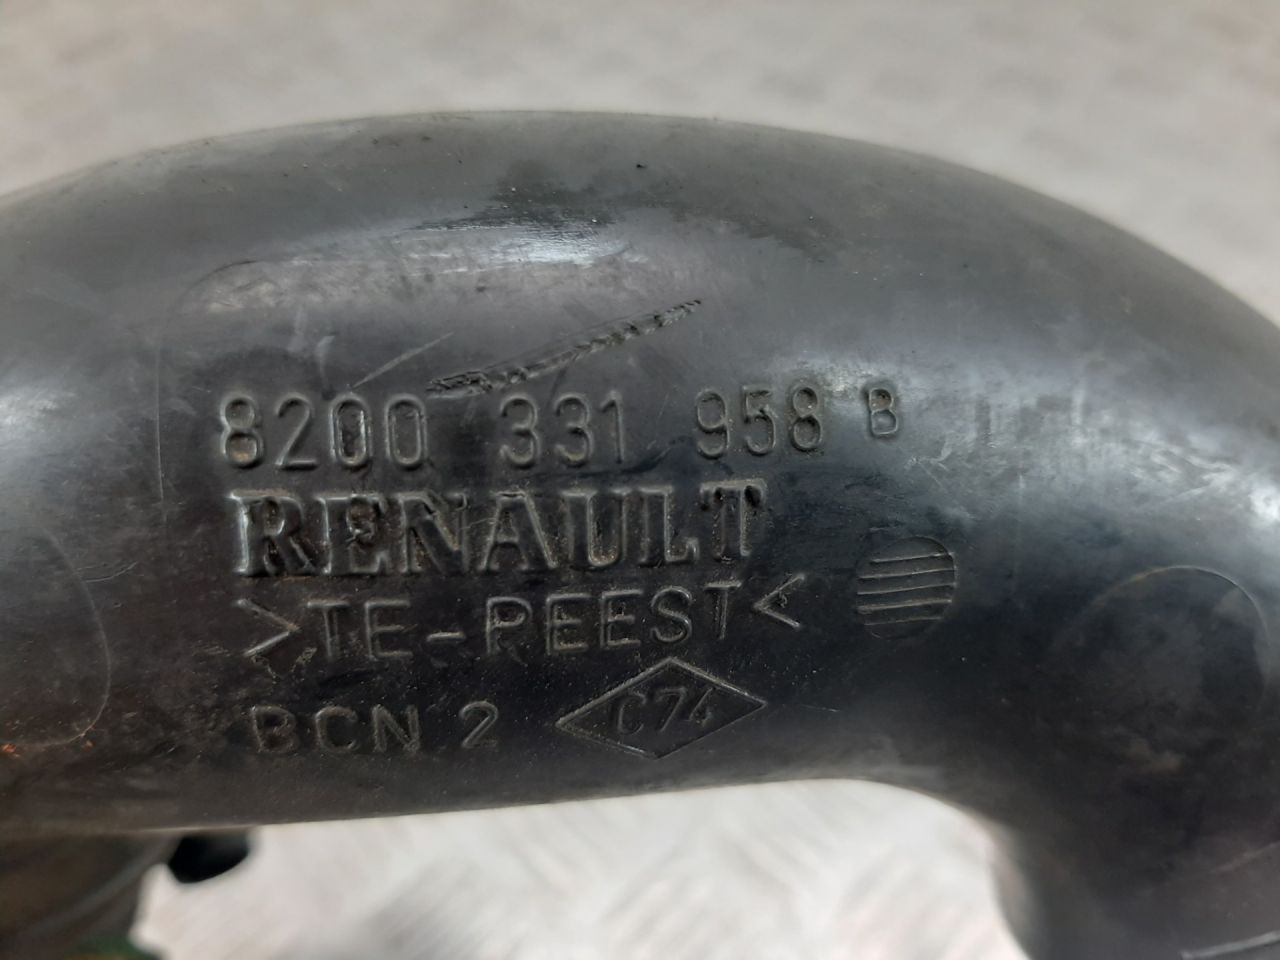 8200 331 958 B
RENAULT
>TE-PEEST<
BCN 2 C74